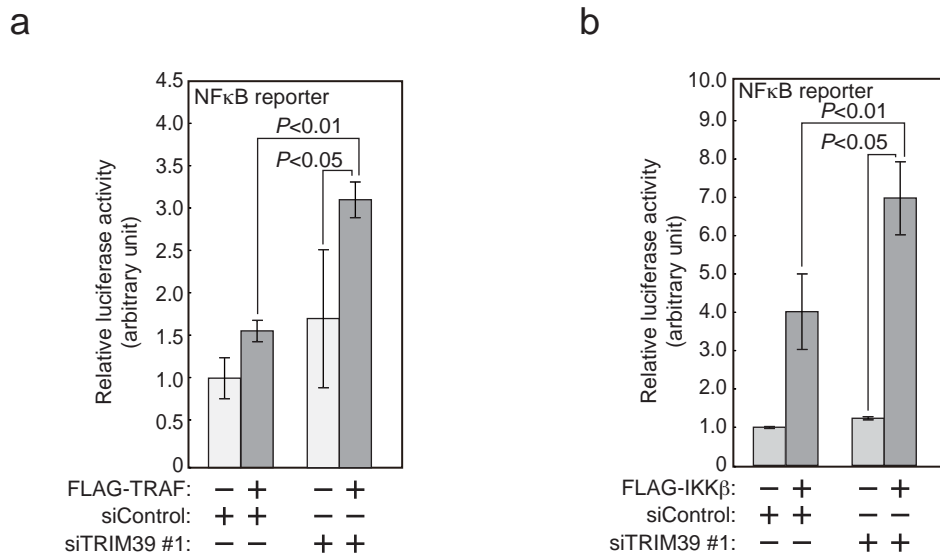 a
NFκB reporter
P<0.01
P<0.05
4.5
4.0
3.5
3.0
2.5
2.0
1.5
1.0
0.5
0
Relative luciferase activity
(arbitrary unit)
FLAG-TRAF: – + – +
siControl: + + – –
siTRIM39 #1: – – + +
b
NFκB reporter
P<0.01
P<0.05
10.0
9.0
8.0
7.0
6.0
5.0
4.0
3.0
2.0
1.0
0
Relative luciferase activity
(arbitrary unit)
FLAG-IKKβ: – + – +
siControl: + + – –
siTRIM39 #1: – – + +